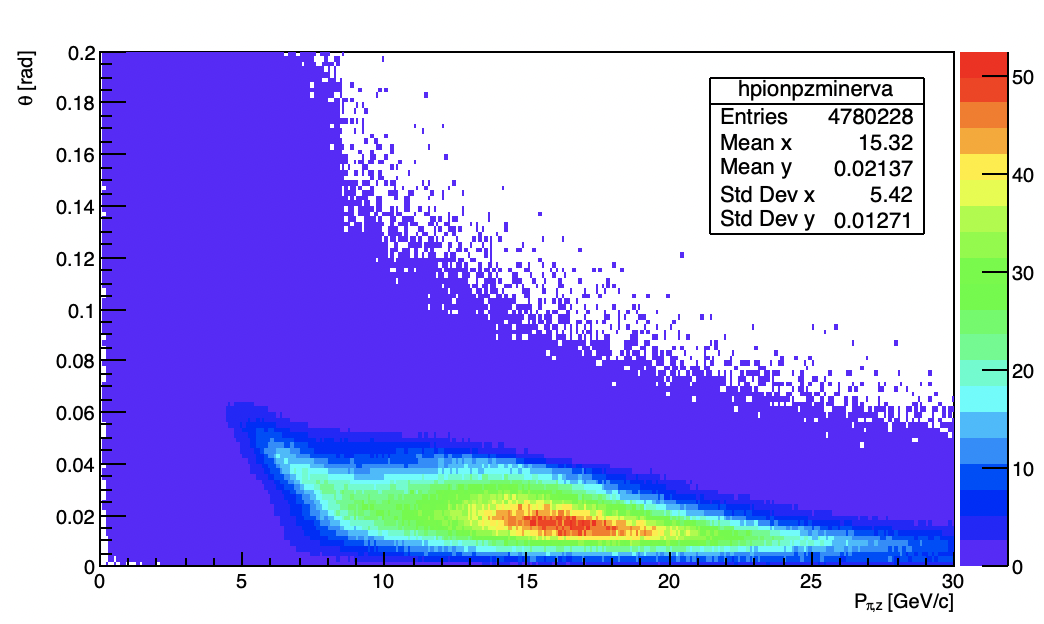 θ [rad]
0.2
0.18
0.16
0.14
0.12
0.1
0.08
0.06
0.04
0.02
0
0 5 10 15 20 25 30
P_π,z [GeV/c]
hpionpzminerva
Entries 4780228
Mean x 15.32
Mean y 0.02137
Std Dev x 5.42
Std Dev y 0.01271
50
40
30
20
10
0